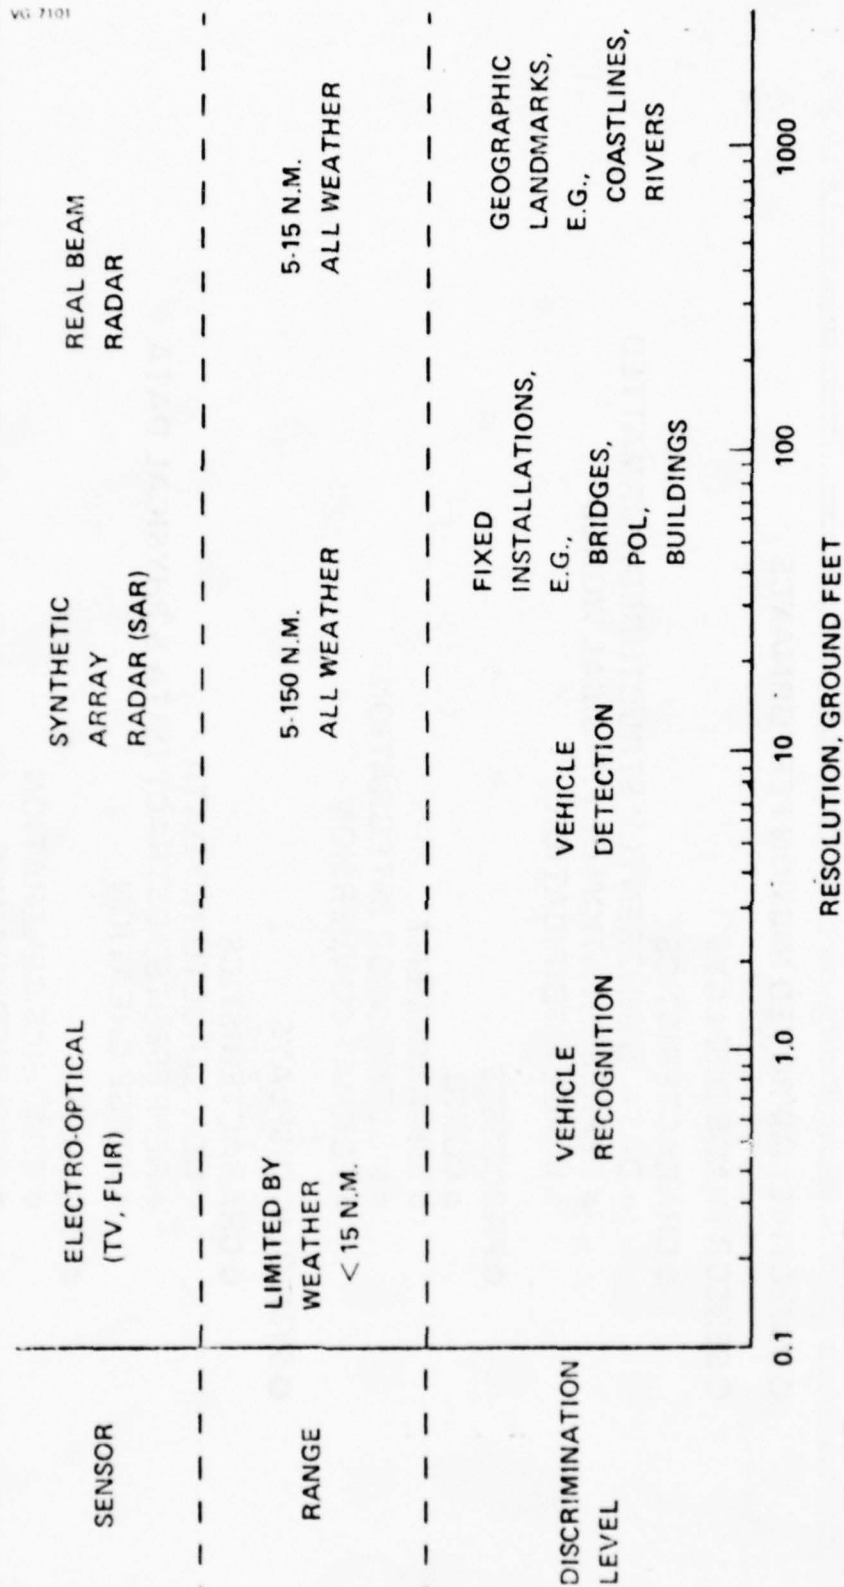 VG 7101
SENSOR
ELECTRO-OPTICAL
(TV, FLIR)
SYNTHETIC
ARRAY
RADAR (SAR)
REAL BEAM
RADAR
RANGE
LIMITED BY
WEATHER
< 15 N.M.
5-150 N.M.
ALL WEATHER
5-15 N.M.
ALL WEATHER
DISCRIMINATION
LEVEL
VEHICLE
RECOGNITION
VEHICLE
DETECTION
FIXED
INSTALLATIONS,
E.G.,
BRIDGES,
POL,
BUILDINGS
GEOGRAPHIC
LANDMARKS,
E.G.,
COASTLINES,
RIVERS
0.1 1.0 10 100 1000
RESOLUTION, GROUND FEET